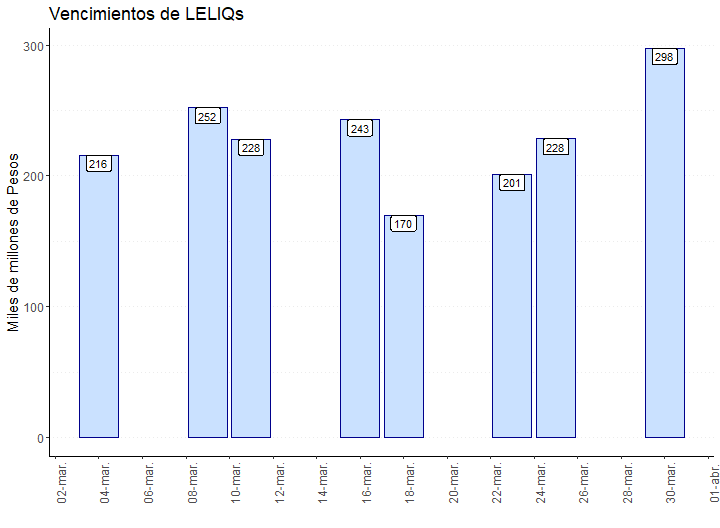 Vencimientos de LELIQs
Miles de millones de Pesos
300
200
100
0
216
252
228
243
170
201
228
298
02-mar.
04-mar.
06-mar.
08-mar.
10-mar.
12-mar.
14-mar.
16-mar.
18-mar.
20-mar.
22-mar.
24-mar.
26-mar.
28-mar.
30-mar.
01-abr.